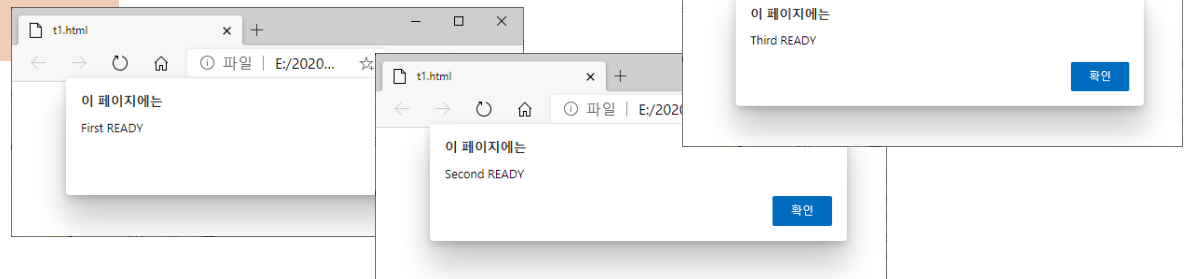 t1.html
파일 | E:/2020...
이 페이지에는
First READY
t1.html
파일 | E:/202
이 페이지에는
Second READY
확인
이 페이지에는
Third READY
확인